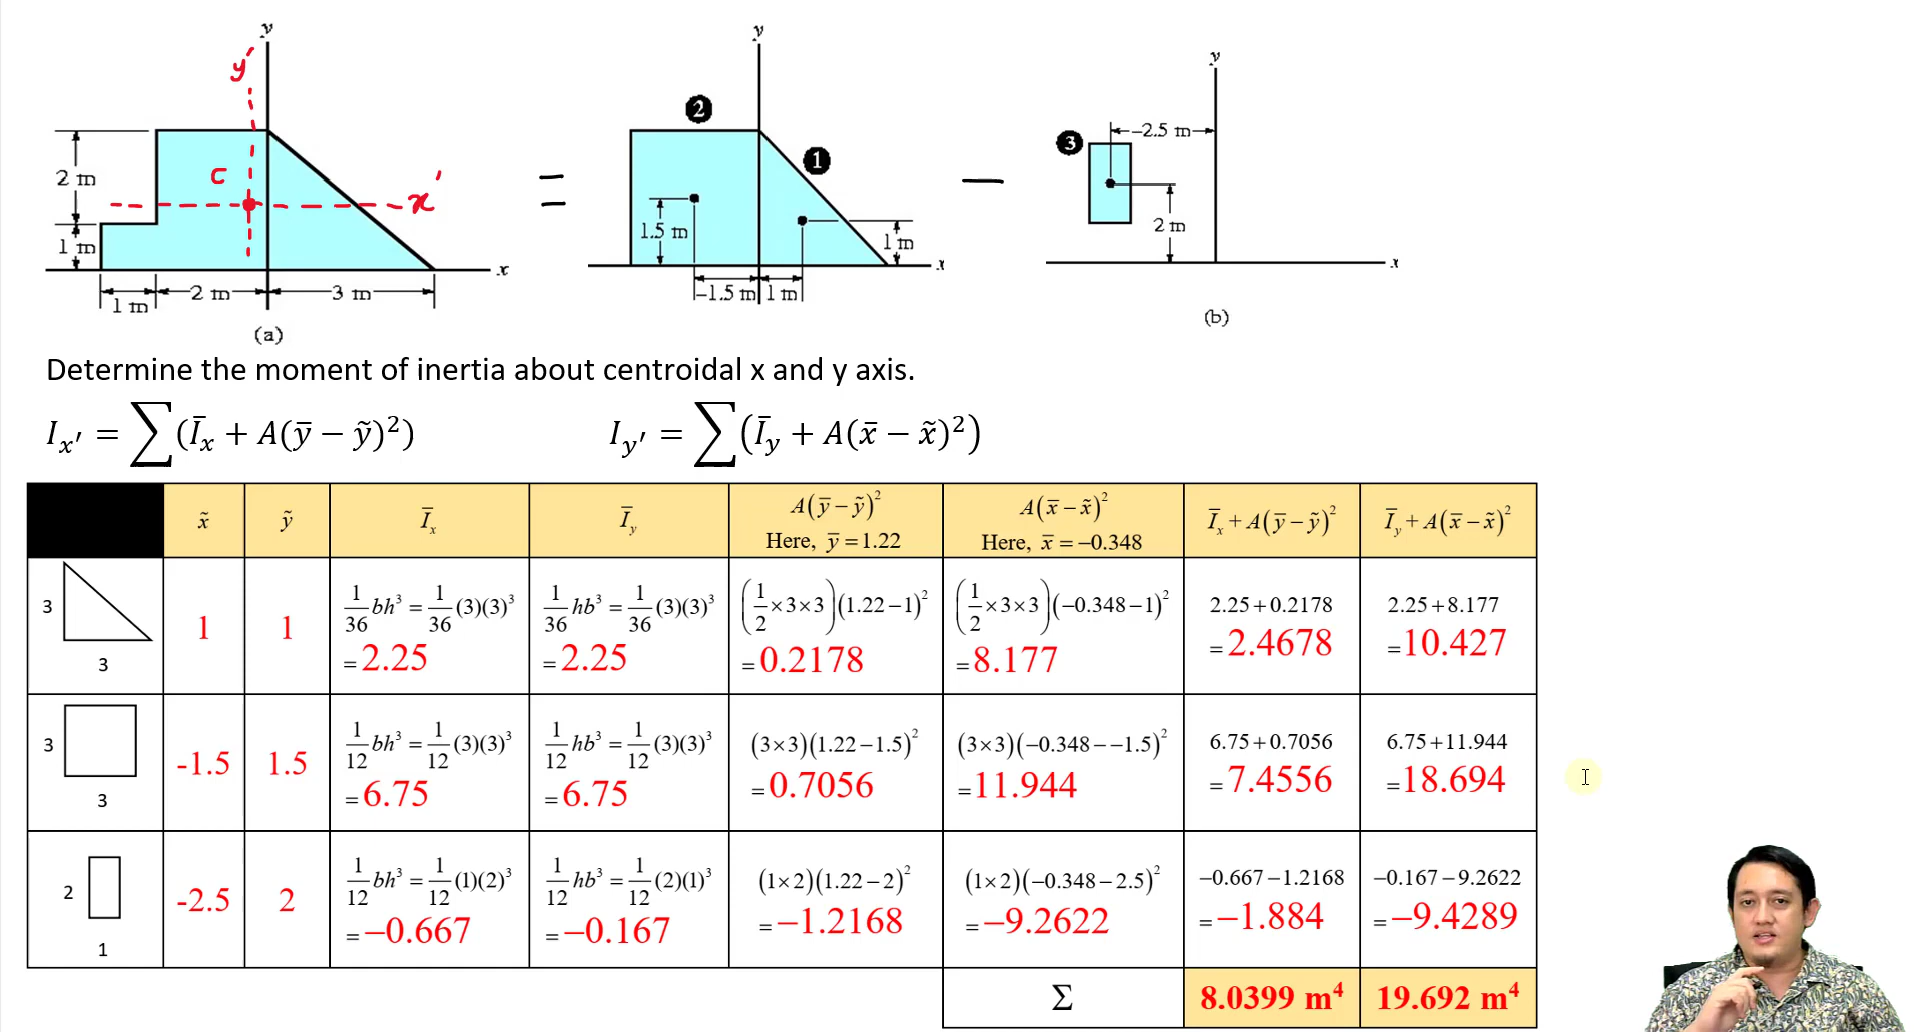 y
y'
C
x'
2 m
1 m
x
1 m
2 m
3 m
(a)
=
y
2
1
1.5 m
1 m
x
-1.5 m
1 m
−
y
3
-2.5 m
2 m
x
(b)
Determine the moment of inertia about centroidal x and y axis.
I_x′ = ∑(Ī_x + A(ȳ − ỹ)²)
I_y′ = ∑(Ī_y + A(x̄ − x̃)²)
x̃ ỹ Ī_x Ī_y A(ȳ−ỹ)² Here, ȳ = 1.22 A(x̄−x̃)² Here, x̄ = −0.348 Ī_x + A(ȳ−ỹ)² Ī_y + A(x̄−x̃)²
3
3
1
1
1/36 bh³ = 1/36 (3)(3)³
= 2.25
1/36 hb³ = 1/36 (3)(3)³
= 2.25
(1/2 ×3×3)(1.22−1)²
= 0.2178
(1/2 ×3×3)(−0.348−1)²
= 8.177
2.25+0.2178
= 2.4678
2.25+8.177
= 10.427
3
3
-1.5
1.5
1/12 bh³ = 1/12 (3)(3)³
= 6.75
1/12 hb³ = 1/12 (3)(3)³
= 6.75
(3×3)(1.22−1.5)²
= 0.7056
(3×3)(−0.348−−1.5)²
= 11.944
6.75+0.7056
= 7.4556
6.75+11.944
= 18.694
2
1
-2.5
2
1/12 bh³ = 1/12 (1)(2)³
= −0.667
1/12 hb³ = 1/12 (2)(1)³
= −0.167
(1×2)(1.22−2)²
= −1.2168
(1×2)(−0.348−2.5)²
= −9.2622
−0.667−1.2168
= −1.884
−0.167−9.2622
= −9.4289
Σ
8.0399 m⁴
19.692 m⁴